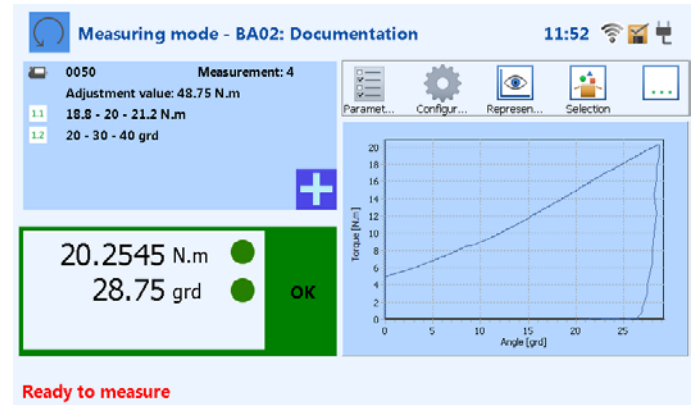 Measuring mode - BA02: Documentation 11:52
0050 Measurement: 4
Adjustment value: 48.75 N.m
1.1 18.8 - 20 - 21.2 N.m
1.2 20 - 30 - 40 grd
Paramet... Configur... Represen... Selection ...
20.2545 N.m
28.75 grd
OK
20
18
16
14
12
10
8
6
4
2
0
Torque [N.m]
0 5 10 15 20 25
Angle [grd]
Ready to measure